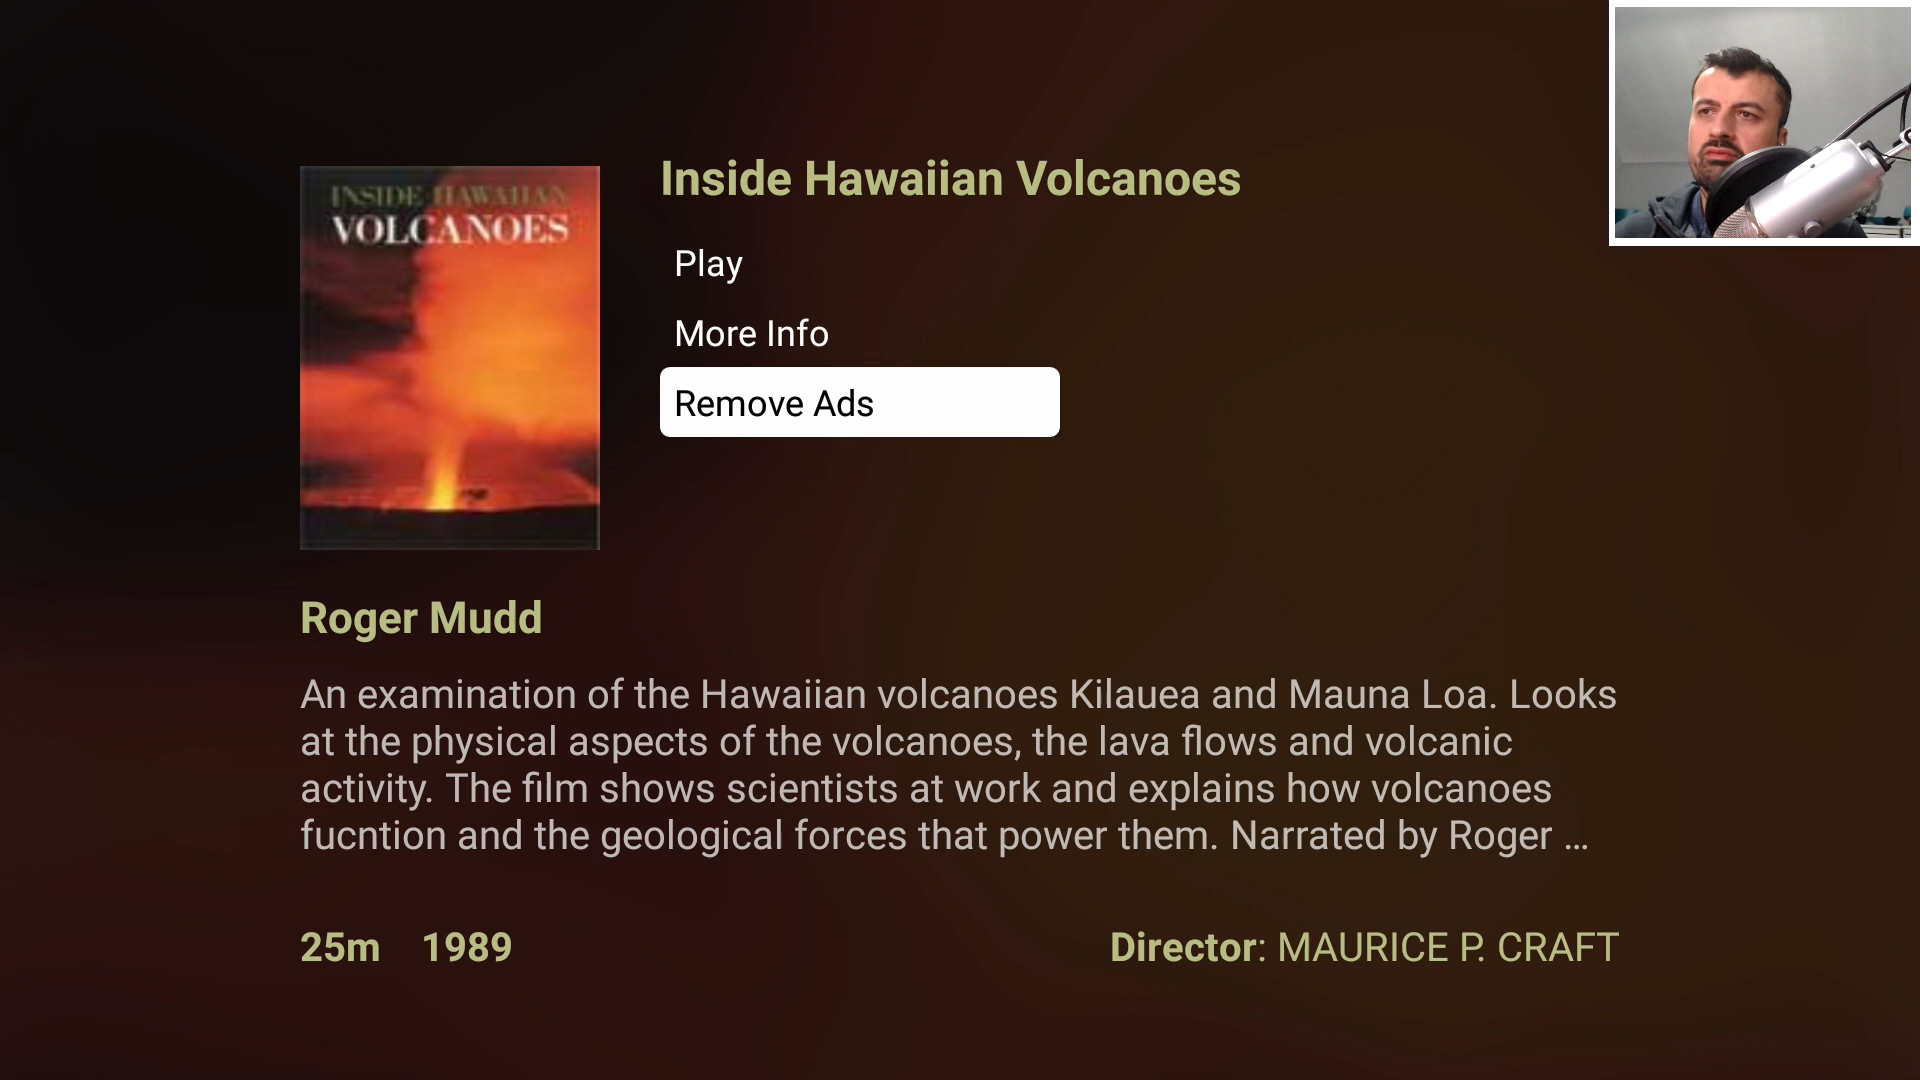 INSIDE HAWAIIAN
VOLCANOES
Inside Hawaiian Volcanoes
Play
More Info
Remove Ads
Roger Mudd
An examination of the Hawaiian volcanoes Kilauea and Mauna Loa. Looks
at the physical aspects of the volcanoes, the lava flows and volcanic
activity. The film shows scientists at work and explains how volcanoes
fucntion and the geological forces that power them. Narrated by Roger ...
25m 1989
Director: MAURICE P. CRAFT